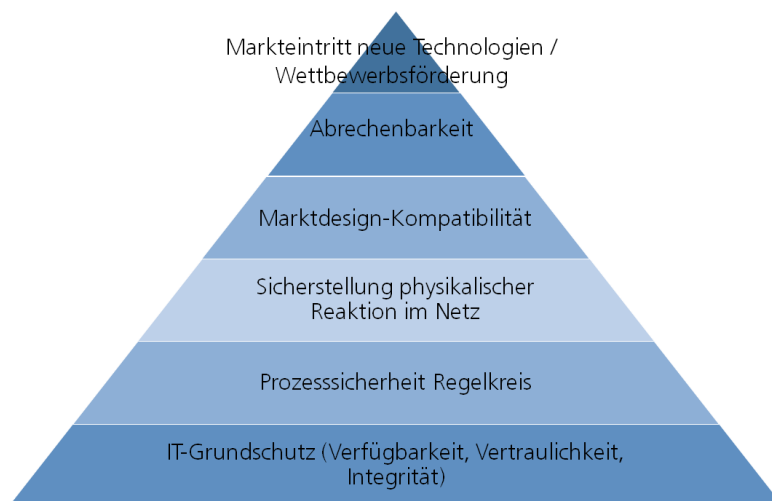 Markteintritt neue Technologien /
Wettbewerbsförderung
Abrechenbarkeit
Marktdesign-Kompatibilität
Sicherstellung physikalischer
Reaktion im Netz
Prozesssicherheit Regelkreis
IT-Grundschutz (Verfügbarkeit, Vertraulichkeit,
Integrität)